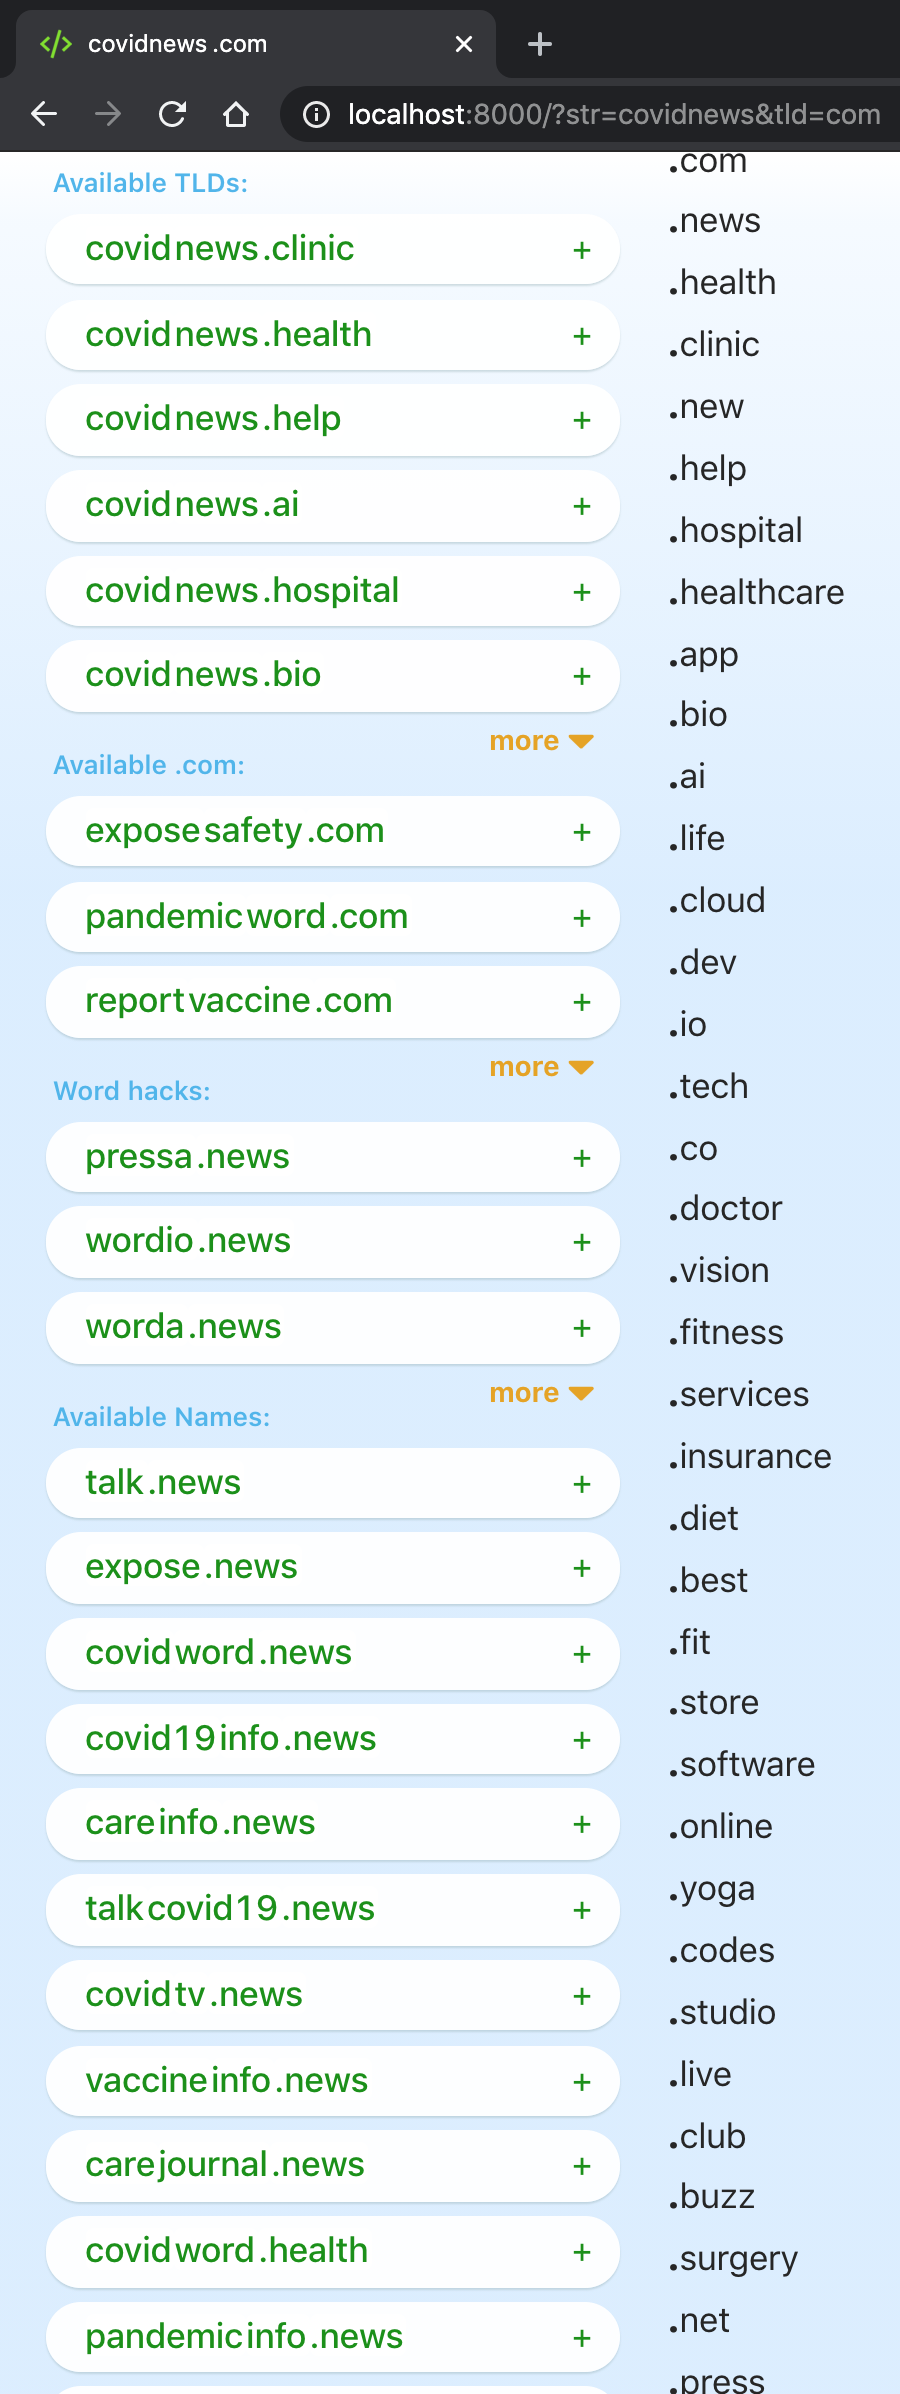 covidnews .com
localhost:8000/?str=covidnews&tld=com
Available TLDs:
covidnews.clinic +
covidnews.health +
covidnews.help +
covidnews.ai +
covidnews.hospital +
covidnews.bio +
more
Available .com:
exposesafety.com +
pandemicword.com +
reportvaccine.com +
more
Word hacks:
pressa.news +
wordio.news +
worda.news +
more
Available Names:
talk.news +
expose.news +
covidword.news +
covid19info.news +
careinfo.news +
talkcovid19.news +
covidtv.news +
vaccineinfo.news +
carejournal.news +
covidword.health +
pandemicinfo.news +
.com
.news
.health
.clinic
.new
.help
.hospital
.healthcare
.app
.bio
.ai
.life
.cloud
.dev
.io
.tech
.co
.doctor
.vision
.fitness
.services
.insurance
.diet
.best
.fit
.store
.software
.online
.yoga
.codes
.studio
.live
.club
.buzz
.surgery
.net
.press